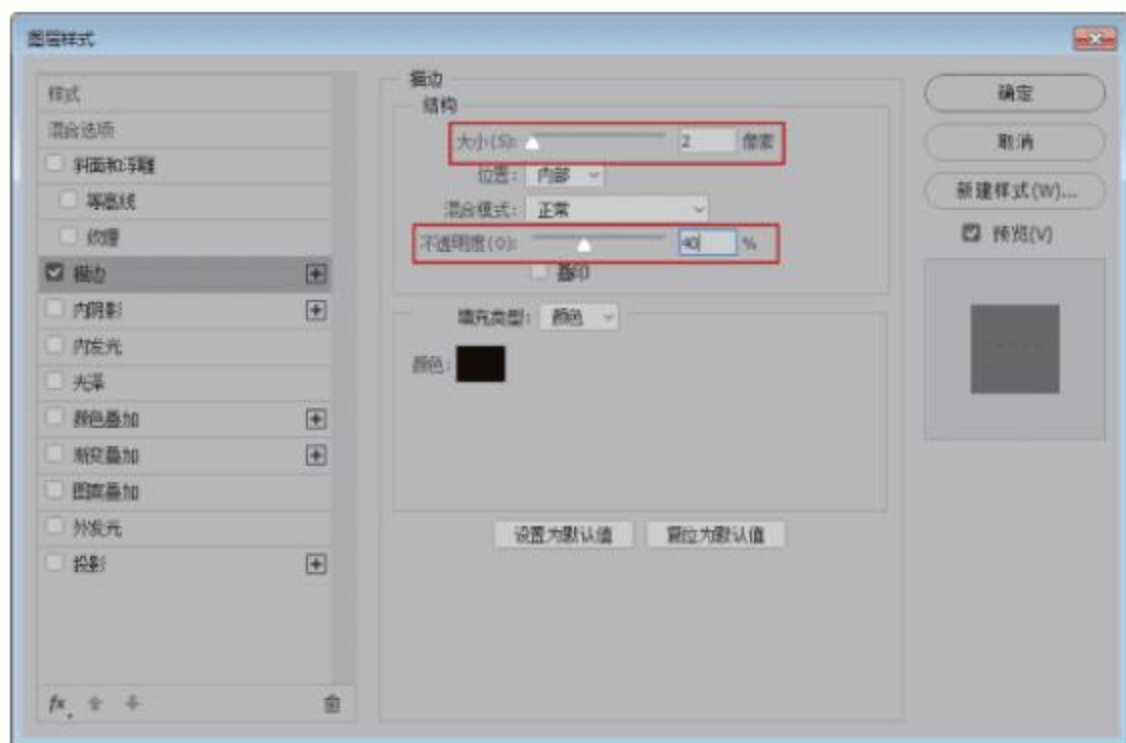 图层样式
样式
混合选项
斜面和浮雕
等高线
纹理
描边
内阴影
内发光
光泽
颜色叠加
渐变叠加
图案叠加
外发光
投影
fx
描边
结构
大小(S): 2 像素
位置: 内部
混合模式: 正常
不透明度(O): 40 %
叠印
填充类型: 颜色
颜色:
设置为默认值 复位为默认值
确定
取消
新建样式(W)...
预览(V)